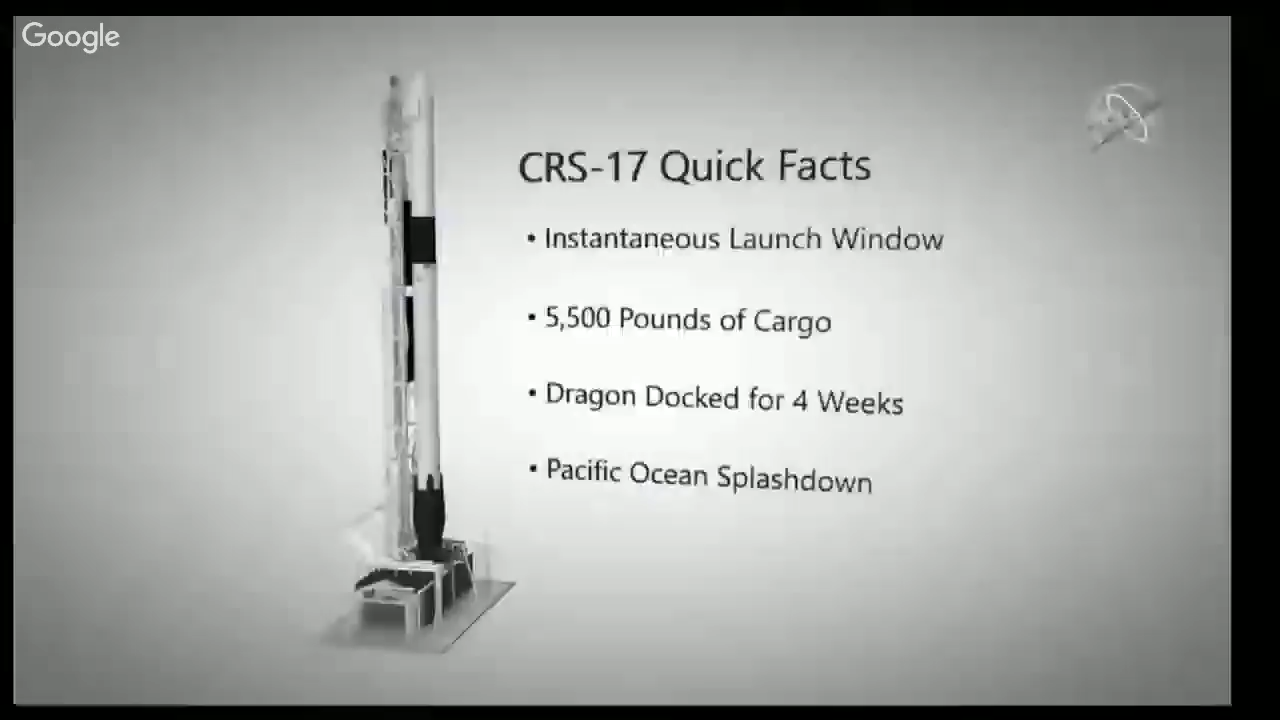 Google
CRS-17 Quick Facts
• Instantaneous Launch Window
• 5,500 Pounds of Cargo
• Dragon Docked for 4 Weeks
• Pacific Ocean Splashdown